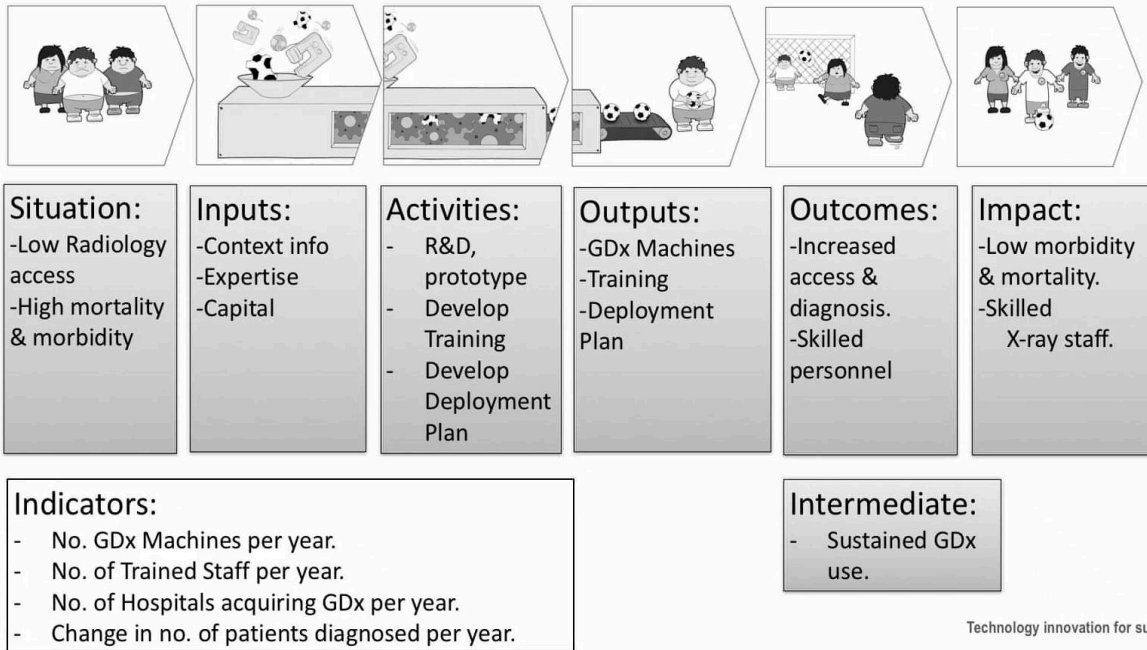 Situation:
-Low Radiology
access
-High mortality
& morbidity
Inputs:
-Context info
-Expertise
-Capital
Activities:
- R&D,
prototype
- Develop
Training
- Develop
Deployment
Plan
Outputs:
-GDx Machines
-Training
-Deployment
Plan
Outcomes:
-Increased
access &
diagnosis.
-Skilled
personnel
Impact:
-Low morbidity
& mortality.
-Skilled
X-ray staff.
Indicators:
- No. GDx Machines per year.
- No. of Trained Staff per year.
- No. of Hospitals acquiring GDx per year.
- Change in no. of patients diagnosed per year.
Intermediate:
- Sustained GDx
use.
Technology innovation for su